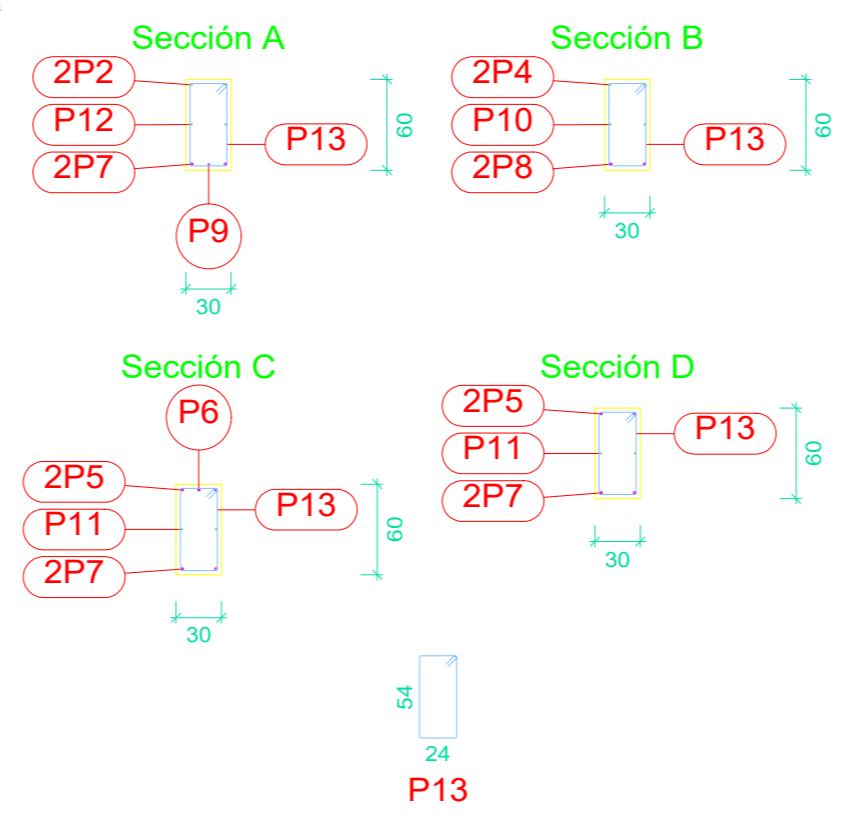 Sección A
2P2
P12
2P7
P13
P9
60
30
Sección B
2P4
P10
2P8
P13
60
30
Sección C
P6
2P5
P11
2P7
P13
60
30
Sección D
2P5
P11
2P7
P13
60
30
54
24
P13